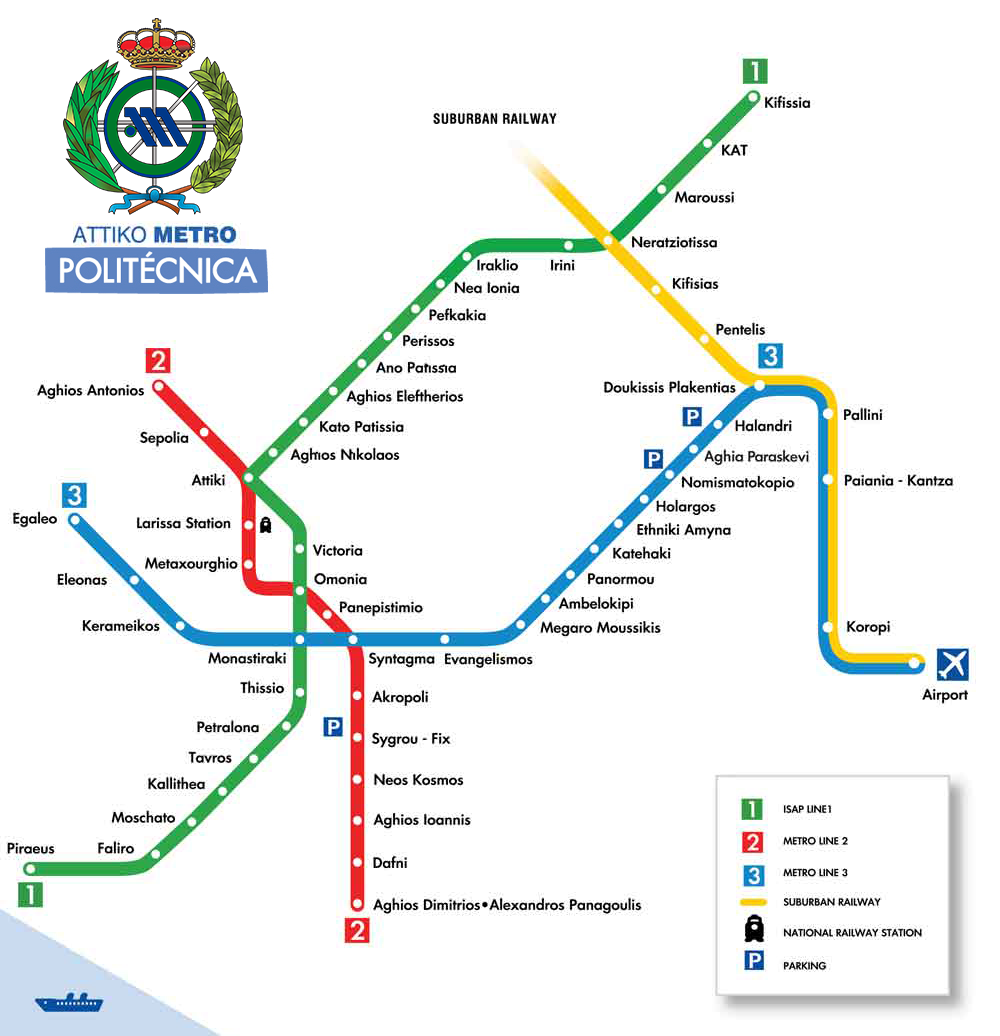 SUBURBAN RAILWAY
1
Kifissia
KAT
Maroussi
Neratziotissa
ATTIKO METRO
POLITÉCNICA
Iraklio
Irini
Nea Ionia
Kifisias
Pefkakia
Pentelis
Perissos
2
3
Ano Patissia
Aghios Antonios
Doukissis Plakentias
Aghios Eleftherios
P
Pallini
Kato Patissia
Halandri
Sepolia
Aghios Nikolaos
P
Aghia Paraskevi
Attiki
Nomismatokopio
Paiania - Kantza
3
Holargos
Egaleo
Larissa Station
Ethniki Amyna
Victoria
Katehaki
Metaxourghio
Eleonas
Omonia
Panormou
Panepistimio
Ambelokipi
Kerameikos
Megaro Moussikis
Koropi
Monastiraki
Syntagma
Evangelismos
Thissio
Airport
Akropoli
Petralona
P
Sygrou - Fix
Tavros
Kallithea
Neos Kosmos
Moschato
Aghios Ioannis
Piraeus
Faliro
Dafni
1
Aghios Dimitrios•Alexandros Panagoulis
2
1 ISAP LINE1
2 METRO LINE 2
3 METRO LINE 3
SUBURBAN RAILWAY
NATIONAL RAILWAY STATION
P PARKING